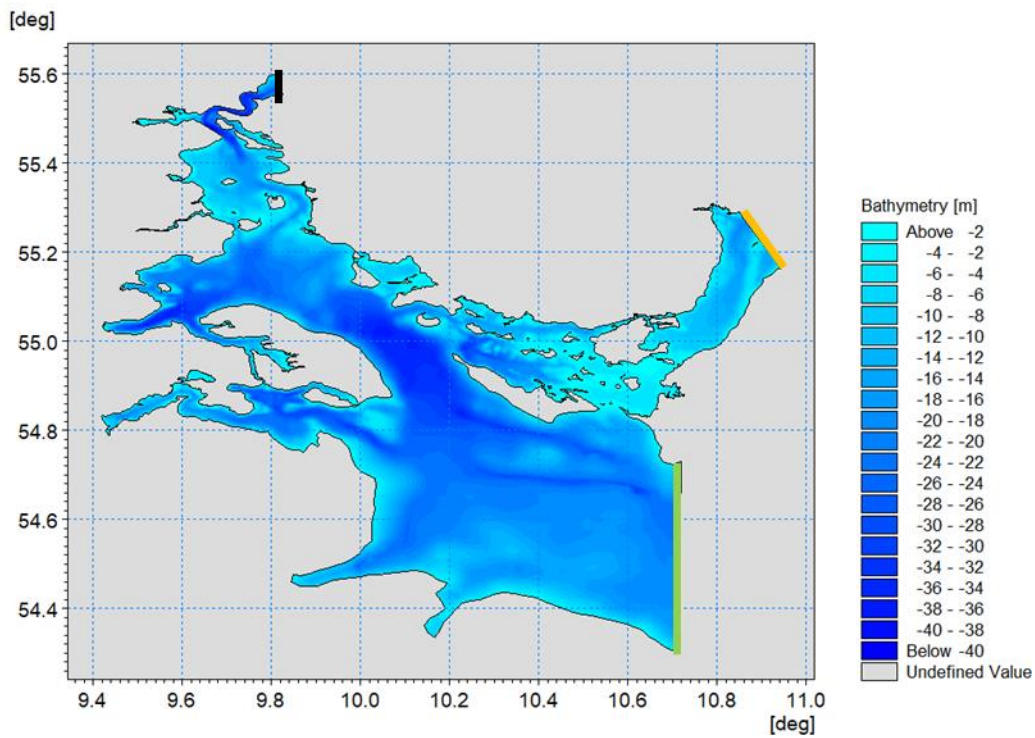 [deg]
55.6
55.4
55.2
55.0
54.8
54.6
54.4
9.4 9.6 9.8 10.0 10.2 10.4 10.6 10.8 11.0
[deg]
Bathymetry [m]
Above -2
-4 - -2
-6 - -4
-8 - -6
-10 - -8
-12 - -10
-14 - -12
-16 - -14
-18 - -16
-20 - -18
-22 - -20
-24 - -22
-26 - -24
-28 - -26
-30 - -28
-32 - -30
-34 - -32
-36 - -34
-38 - -36
-40 - -38
Below -40
Undefined Value